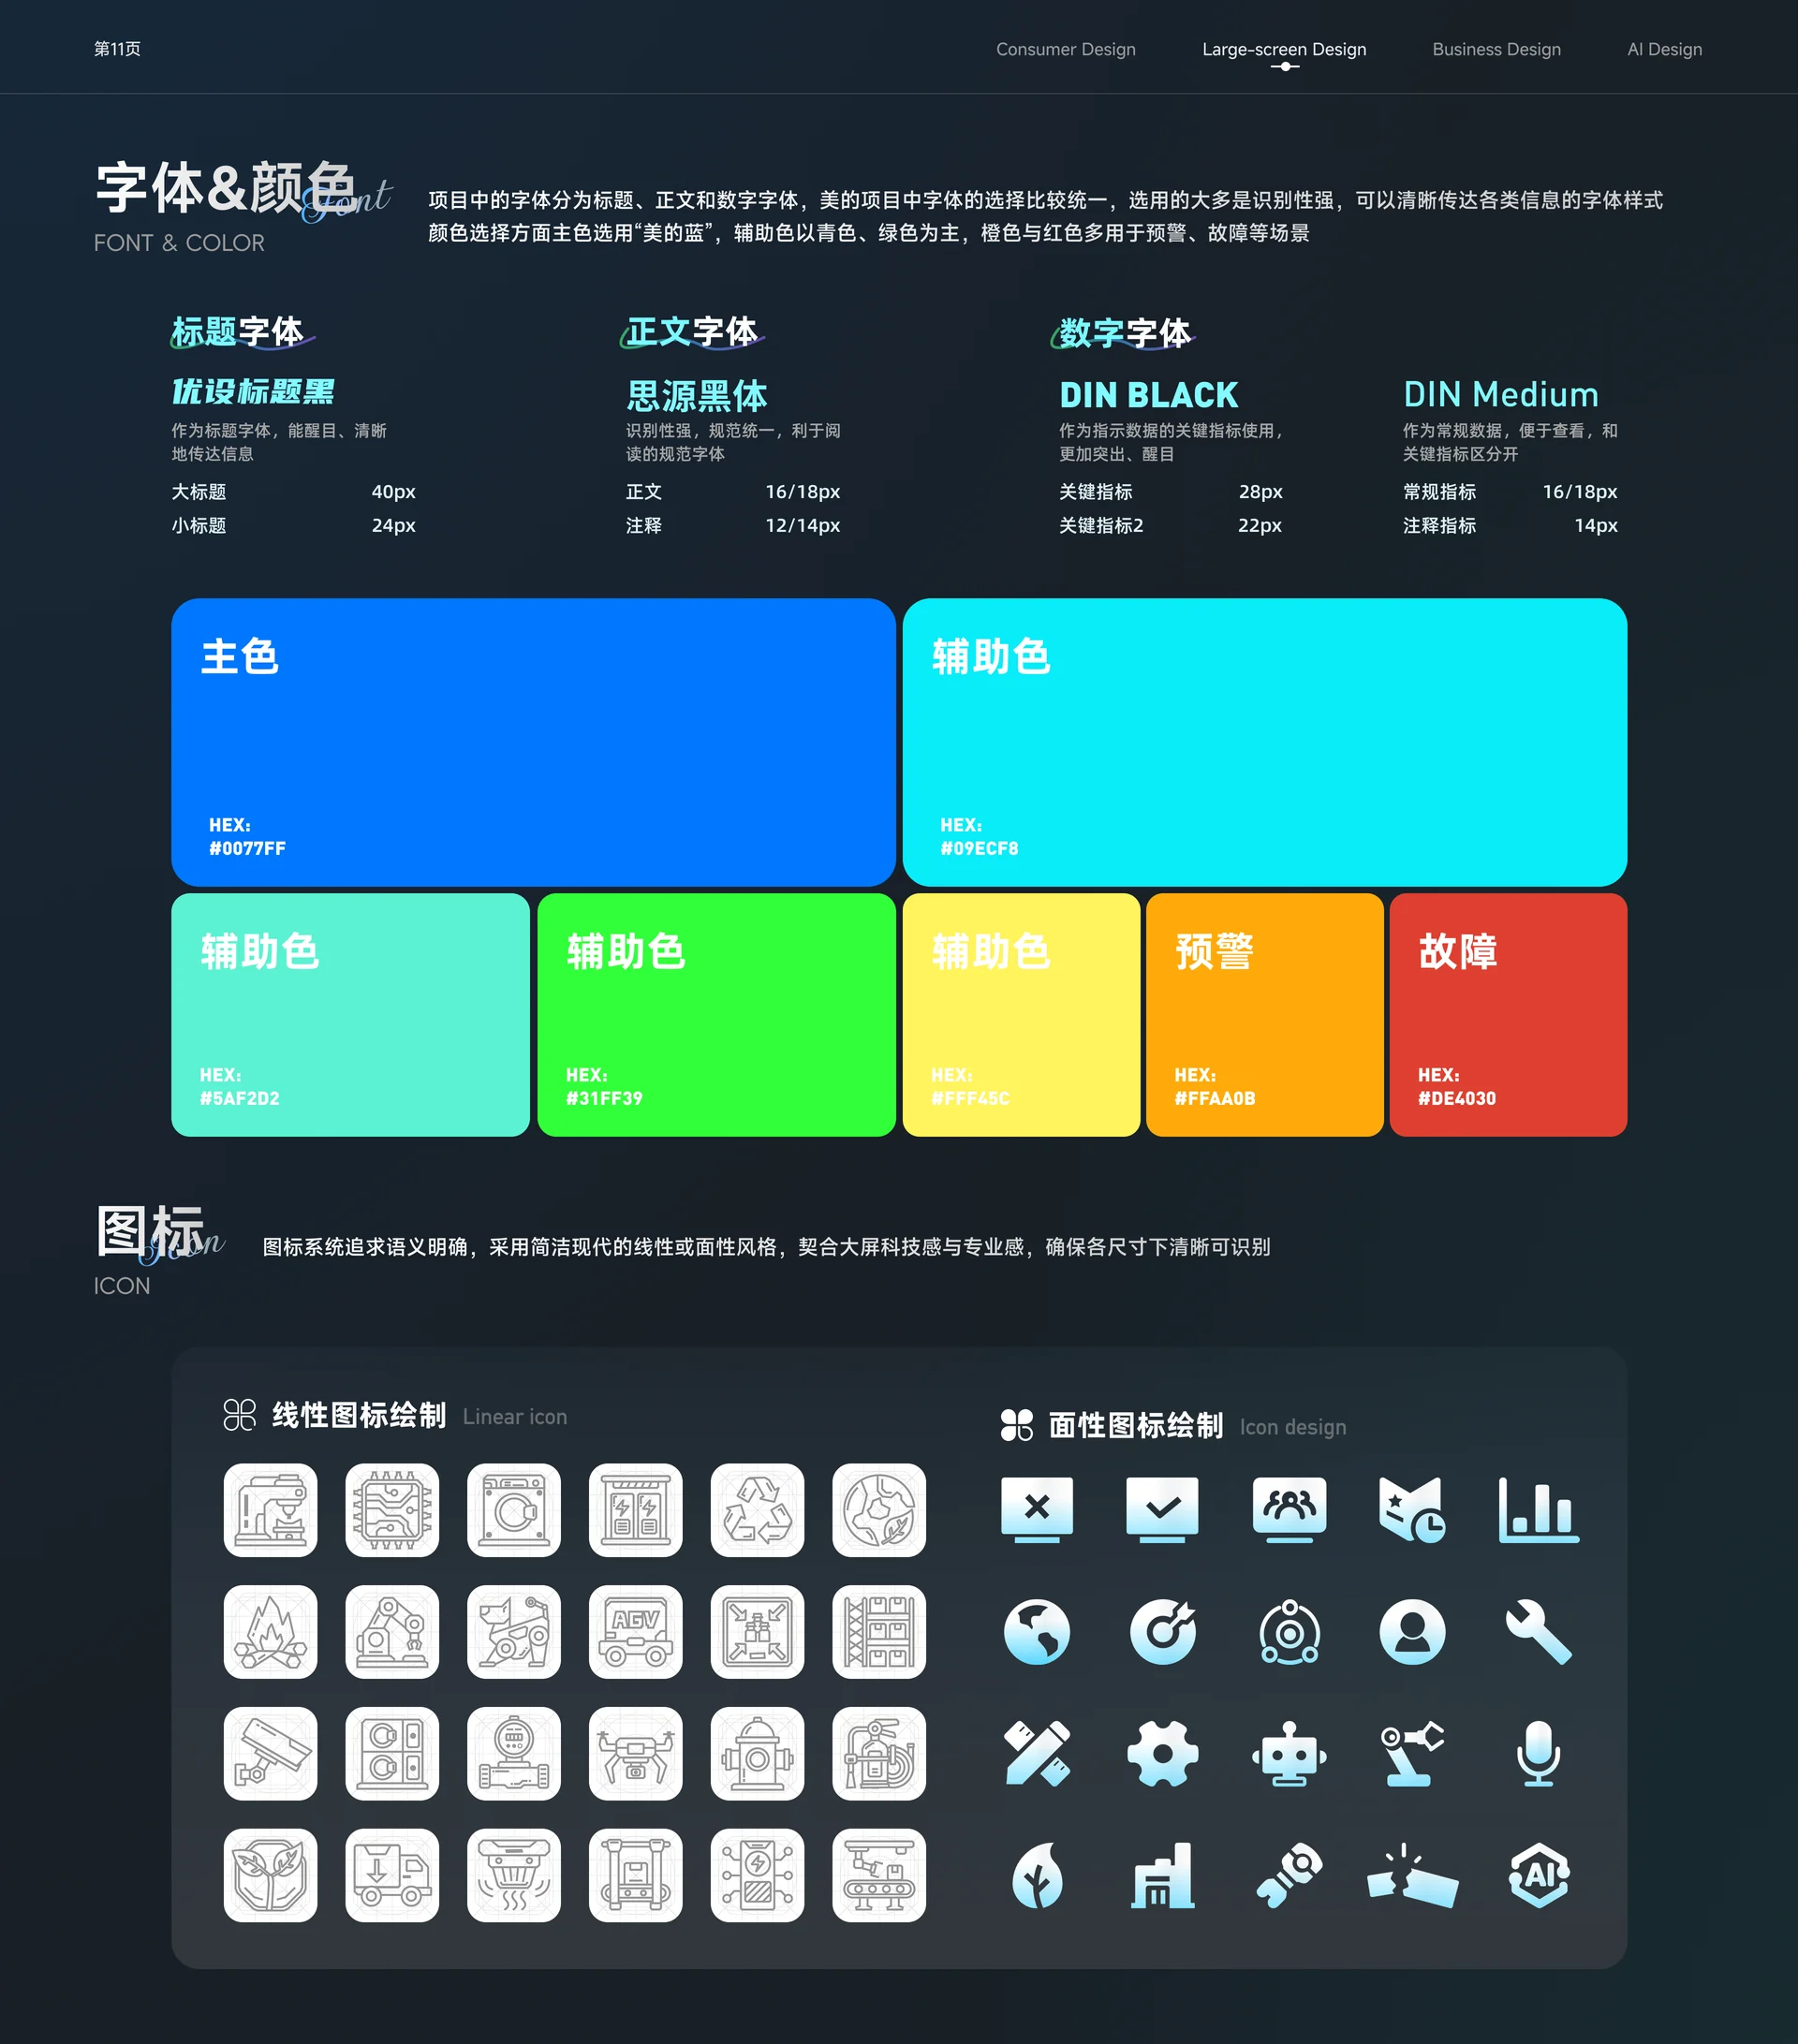 第11页
Consumer Design
Large-screen Design
Business Design
AI Design
字体&颜色
Font
FONT & COLOR
项目中的字体分为标题、正文和数字字体，美的项目中字体的选择比较统一，选用的大多是识别性强，可以清晰传达各类信息的字体样式
颜色选择方面主色选用“美的蓝”，辅助色以青色、绿色为主，橙色与红色多用于预警、故障等场景
标题字体
优设标题黑
作为标题字体，能醒目、清晰
地传达信息
大标题 40px
小标题 24px
正文字体
思源黑体
识别性强，规范统一，利于阅
读的规范字体
正文 16/18px
注释 12/14px
数字字体
DIN BLACK
作为指示数据的关键指标使用，
更加突出、醒目
关键指标 28px
关键指标2 22px
DIN Medium
作为常规数据，便于查看，和
关键指标区分开
常规指标 16/18px
注释指标 14px
主色
HEX:
#0077FF
辅助色
HEX:
#09ECF8
辅助色
HEX:
#5AF2D2
辅助色
HEX:
#31FF39
辅助色
HEX:
#FFF45C
预警
HEX:
#FFAA0B
故障
HEX:
#DE4030
图标
Icon
ICON
图标系统追求语义明确，采用简洁现代的线性或面性风格，契合大屏科技感与专业感，确保各尺寸下清晰可识别
线性图标绘制 Linear icon
AGV
面性图标绘制 Icon design
AI